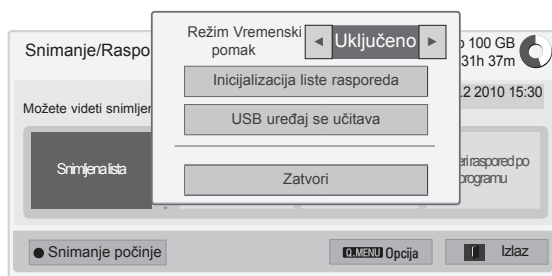 Snimanje/Raspo
100 GB
31h 37m
.2 2010 15:30
Režim Vremenski
pomak
◄ Uključeno ►
Inicijalizacija liste rasporeda
USB uređaj se učitava
Zatvori
Možete videti snimljer
Snimljena lista
raspored po
programu
● Snimanje počinje
Q.MENU Opcija
Izlaz